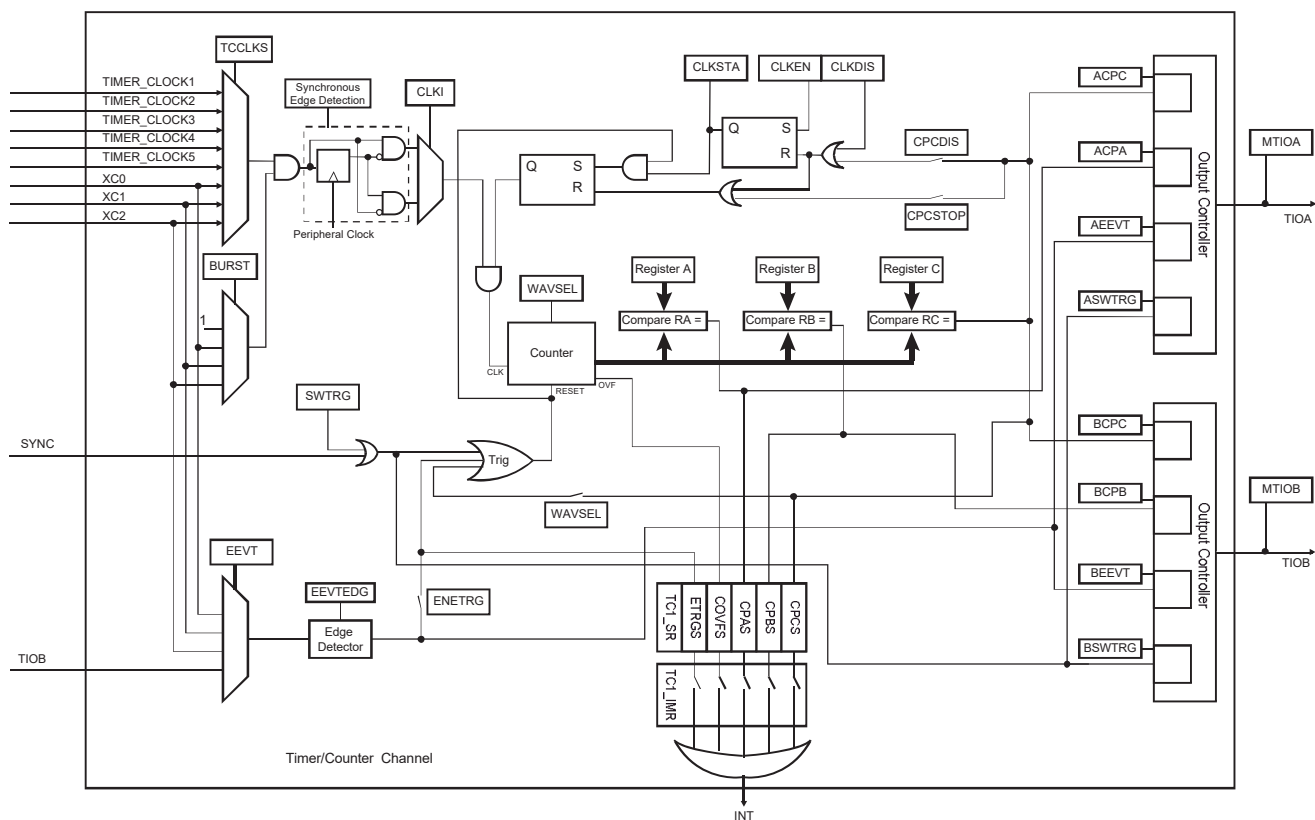 TCCLKS
TIMER_CLOCK1
TIMER_CLOCK2
TIMER_CLOCK3
TIMER_CLOCK4
TIMER_CLOCK5
XC0
XC1
XC2
Synchronous
Edge Detection
CLKI
Peripheral Clock
BURST
1
CLKSTA
CLKEN
CLKDIS
Q
S
R
Q
S
R
CPCDIS
CPCSTOP
Register A
Register B
Register C
Compare RA =
Compare RB =
Compare RC =
WAVSEL
Counter
CLK
RESET
OVF
SWTRG
SYNC
Trig
WAVSEL
EEVT
EEVTEDG
Edge
Detector
ENETRG
TIOB
TC1_SR
ETRGS
COVFS
CPAS
CPBS
CPCS
TC1_IMR
INT
Timer/Counter Channel
ACPC
ACPA
AEEVT
ASWTRG
Output Controller
MTIOA
TIOA
BCPC
BCPB
BEEVT
BSWTRG
Output Controller
MTIOB
TIOB